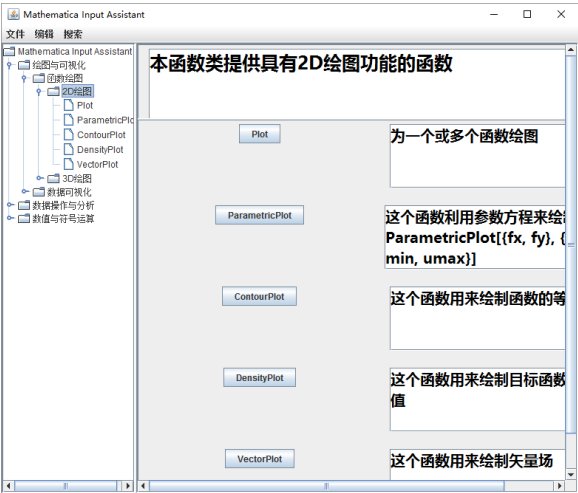 Mathematica Input Assistant
文件 编辑 搜索
Mathematica Input Assistant
绘图与可视化
函数绘图
2D绘图
Plot
ParametricPlo
ContourPlot
DensityPlot
VectorPlot
3D绘图
数据可视化
数据操作与分析
数值与符号运算
本函数类提供具有2D绘图功能的函数
Plot
为一个或多个函数绘图
ParametricPlot
这个函数利用参数方程来绘
ParametricPlot[{fx, fy}, {
min, umax}]
ContourPlot
这个函数用来绘制函数的等
DensityPlot
这个函数用来绘制目标函数
值
VectorPlot
这个函数用来绘制矢量场